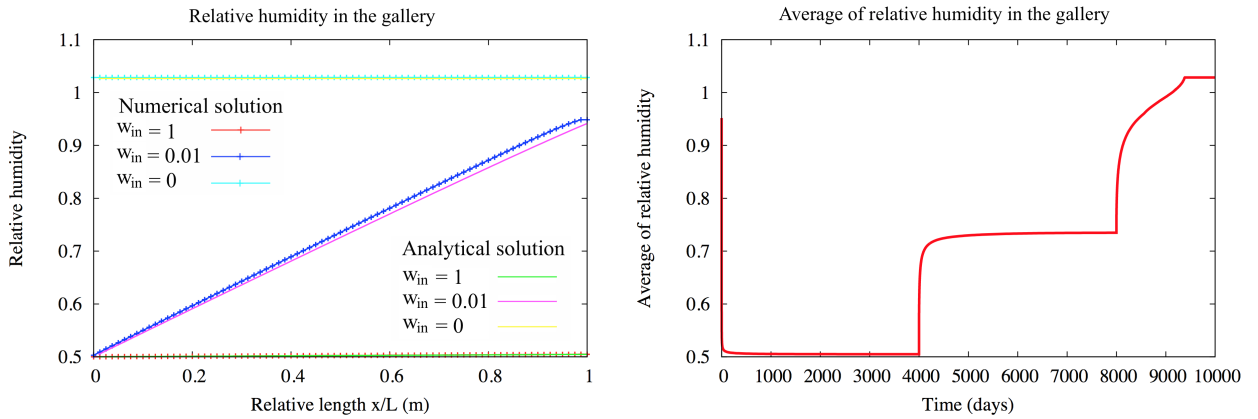 Relative humidity in the gallery
1.1
1
0.9
0.8
0.7
0.6
0.5
Relative humidity
Numerical solution
w_in = 1
w_in = 0.01
w_in = 0
Analytical solution
w_in = 1
w_in = 0.01
w_in = 0
0 0.2 0.4 0.6 0.8 1
Relative length x/L (m)
Average of relative humidity in the gallery
1.1
1
0.9
0.8
0.7
0.6
0.5
Average of relative humidity
0 1000 2000 3000 4000 5000 6000 7000 8000 9000 10000
Time (days)